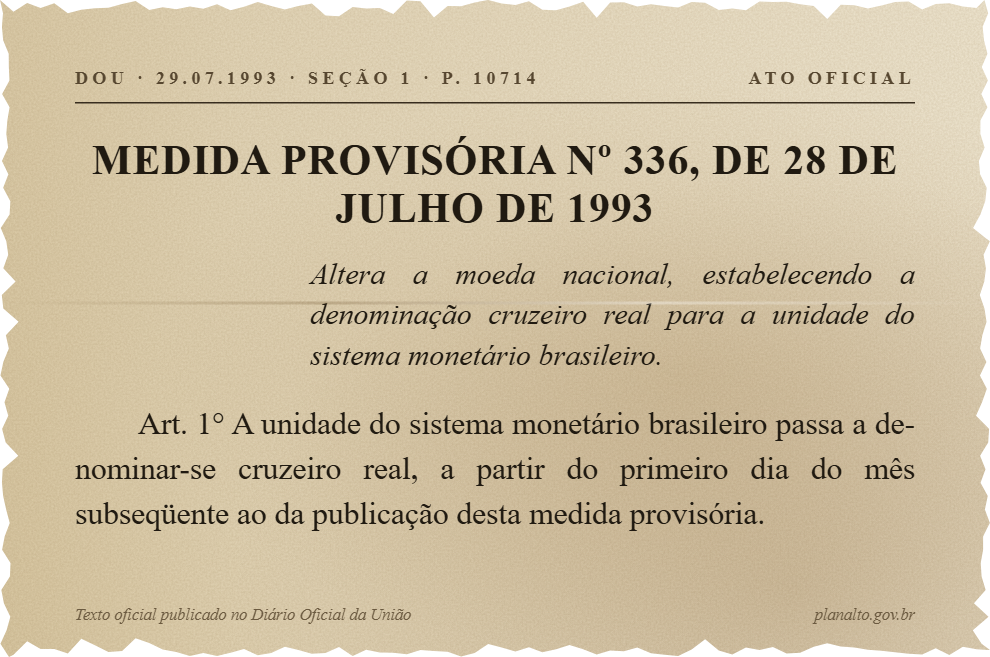 DOU · 29.07.1993 · SEÇÃO 1 · P. 10714 ATO OFICIAL
MEDIDA PROVISÓRIA Nº 336, DE 28 DE
JULHO DE 1993
Altera a moeda nacional, estabelecendo a
denominação cruzeiro real para a unidade do
sistema monetário brasileiro.
Art. 1° A unidade do sistema monetário brasileiro passa a de-
nominar-se cruzeiro real, a partir do primeiro dia do mês
subseqüente ao da publicação desta medida provisória.
Texto oficial publicado no Diário Oficial da União planalto.gov.br